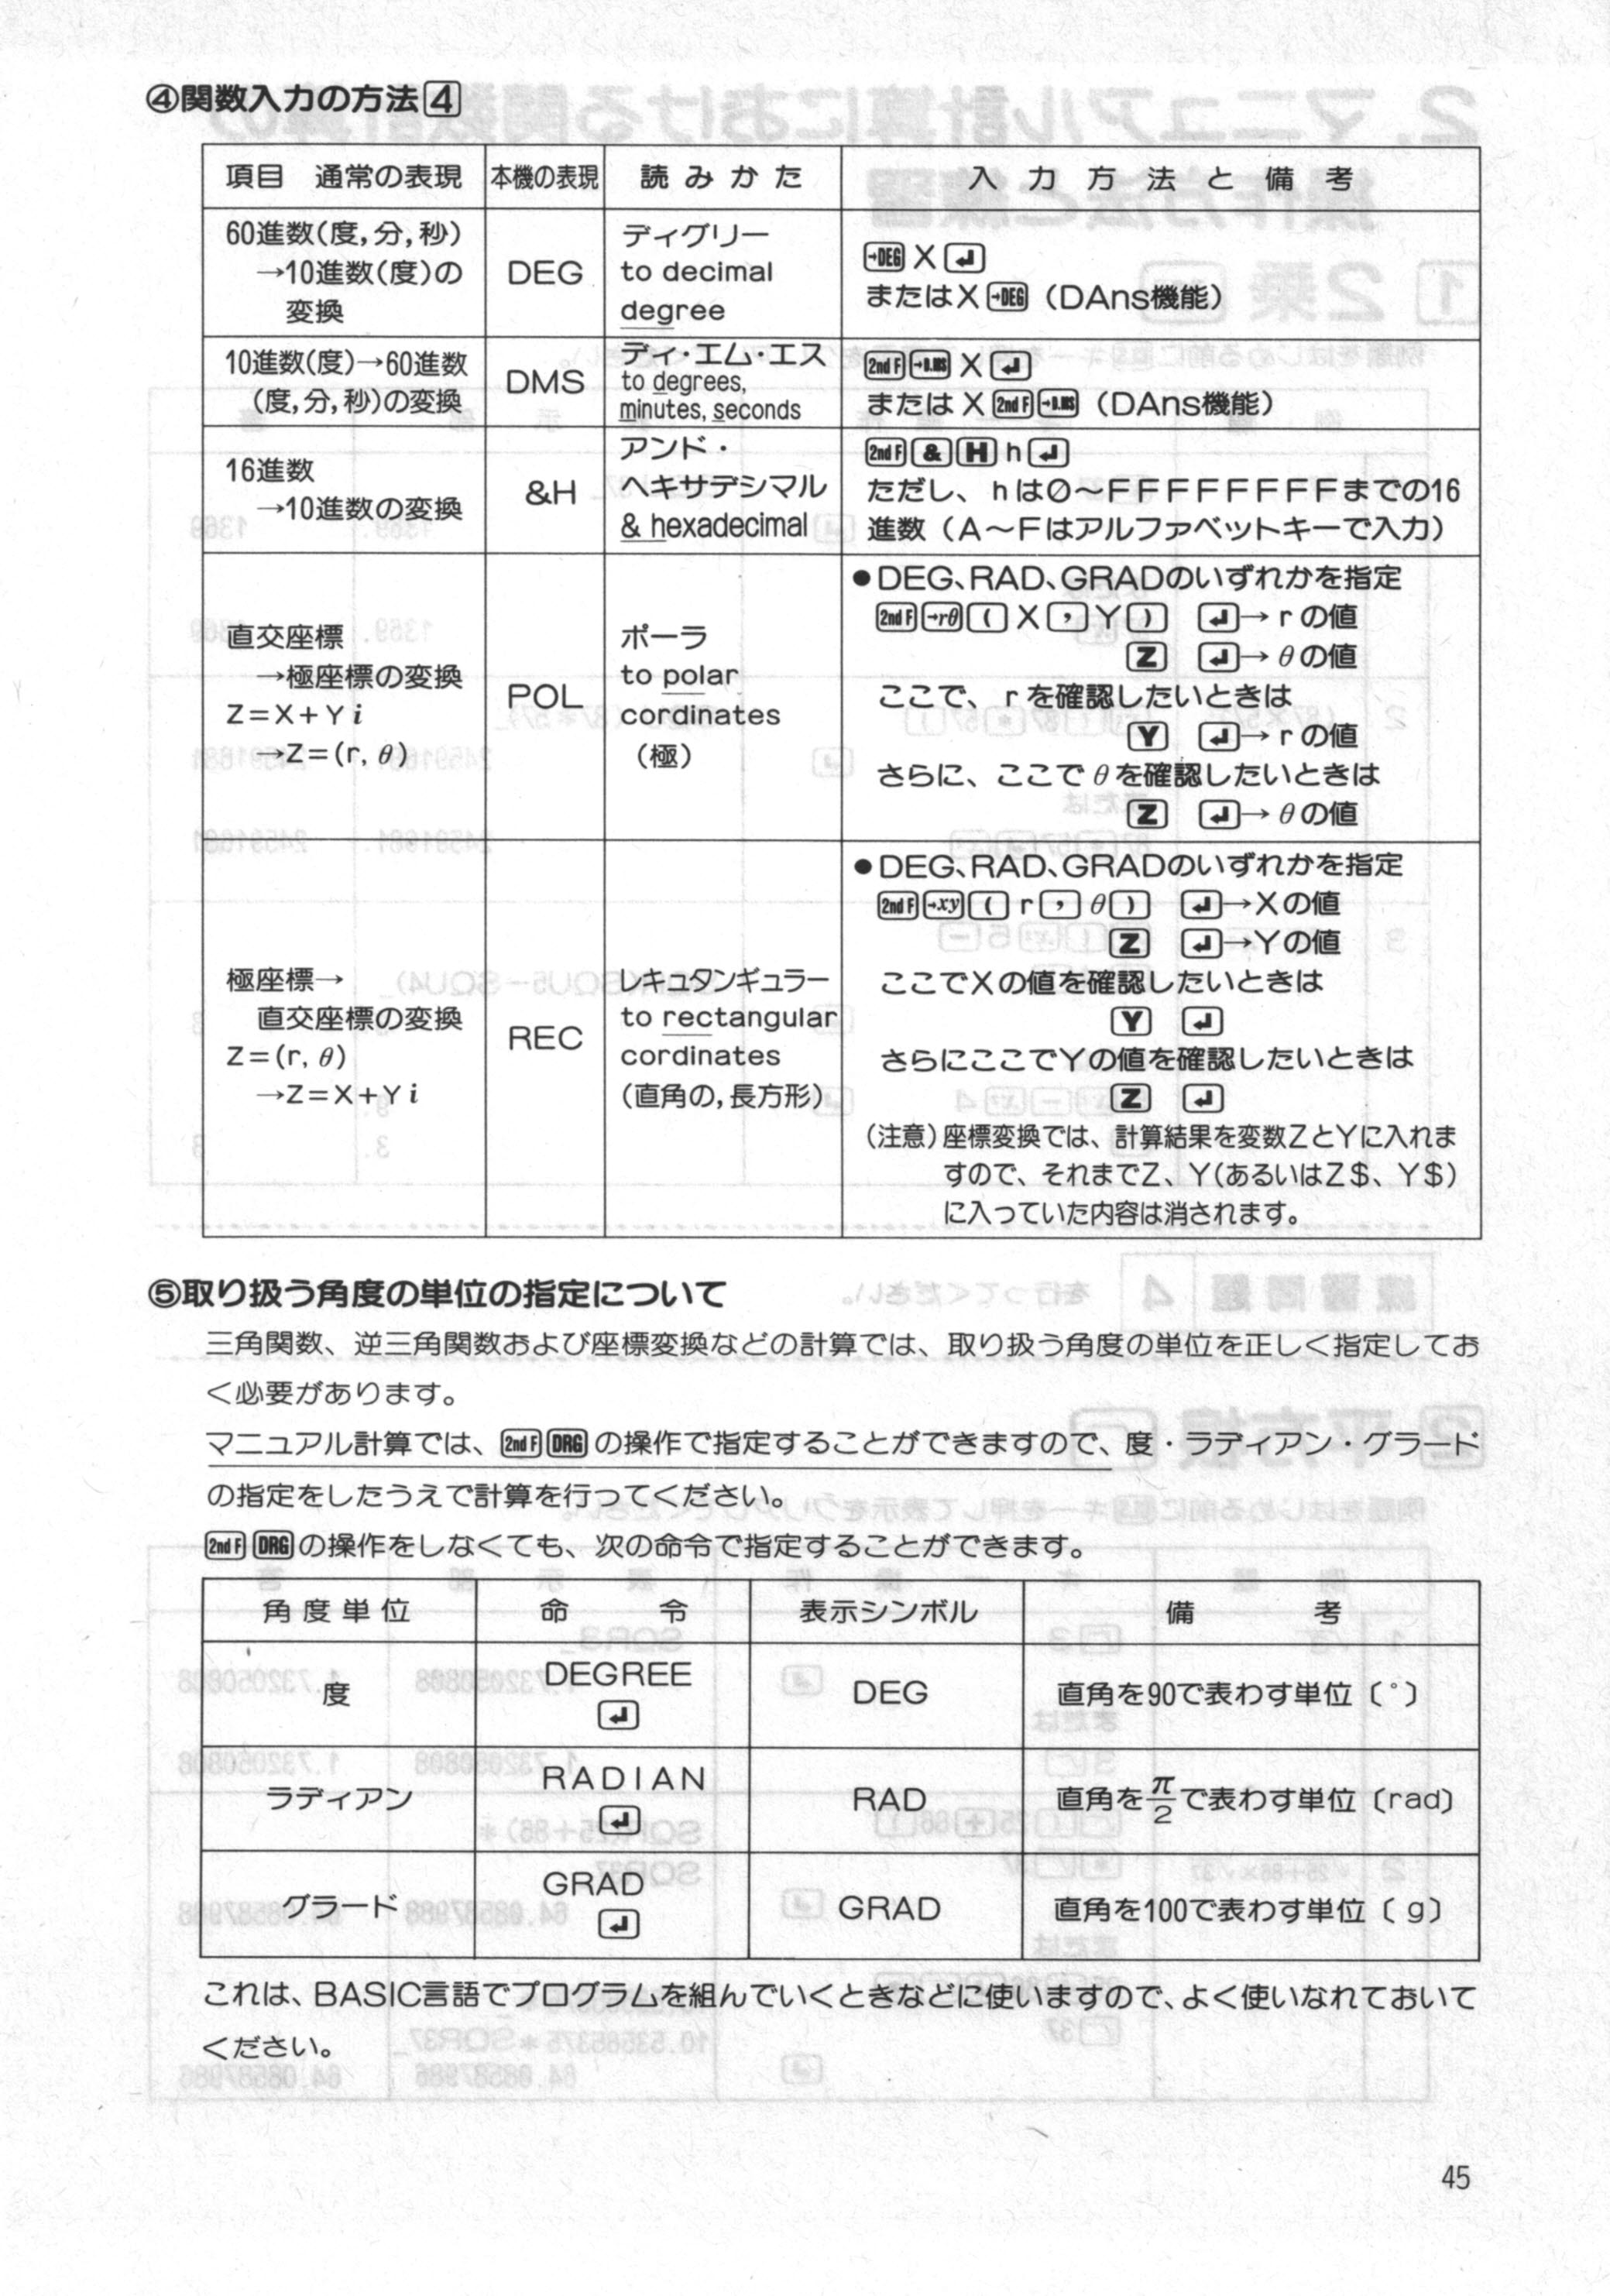 ④関数入力の方法4
項目 通常の表現 本機の表現 読みかた 入力方法と備考
60進数(度,分,秒)
→10進数(度)の
変換
DEG
ディグリー
to decimal
degree
→DEG X ↲
またはX →DEG (DAns機能)
10進数(度)→60進数
(度,分,秒)の変換
DMS
ディ・エム・エス
to degrees,
minutes, seconds
2nd F →D.MS X ↲
または X 2nd F →D.MS (DAns機能)
16進数
→10進数の変換
&H
アンド・
ヘキサデシマル
& hexadecimal
2nd F & H h ↲
ただし、hは0～FFFFFFFFまでの16
進数(A～Fはアルファベットキーで入力)
直交座標
→極座標の変換
Z=X+Yi
→Z=(r, θ)
POL
ポーラ
to polar
cordinates
(極)
●DEG、RAD、GRADのいずれかを指定
2nd F →rθ ( X , Y ) ↲→ r の値
Z ↲→ θの値
ここで、r を確認したいときは
Y ↲→ r の値
さらに、ここで θ を確認したいときは
Z ↲→ θの値
極座標→
直交座標の変換
Z=(r, θ)
→Z=X+Yi
REC
レキュタンギュラー
to rectangular
cordinates
(直角の,長方形)
●DEG、RAD、GRADのいずれかを指定
2nd F →xy ( r , θ ) ↲→Xの値
Z ↲→Yの値
ここでXの値を確認したいときは
Y ↲
さらにここでYの値を確認したいときは
Z ↲
(注意)座標変換では、計算結果を変数ZとYに入れま
すので、それまでZ、Y(あるいはZ$、Y$)
に入っていた内容は消されます。
⑤取り扱う角度の単位の指定について
三角関数、逆三角関数および座標変換などの計算では、取り扱う角度の単位を正しく指定してお
く必要があります。
マニュアル計算では、2nd F DRG の操作で指定することができますので、度・ラディアン・グラード
の指定をしたうえで計算を行ってください。
2nd F DRG の操作をしなくても、次の命令で指定することができます。
角度単位 命令 表示シンボル 備考
度
DEGREE
↲
DEG
直角を90で表わす単位〔°〕
ラディアン
RADIAN
↲
RAD
直角をπ/2で表わす単位〔rad〕
グラード
GRAD
↲
GRAD
直角を100で表わす単位〔g〕
これは、BASIC言語でプログラムを組んでいくときなどに使いますので、よく使いなれておいて
ください。
45